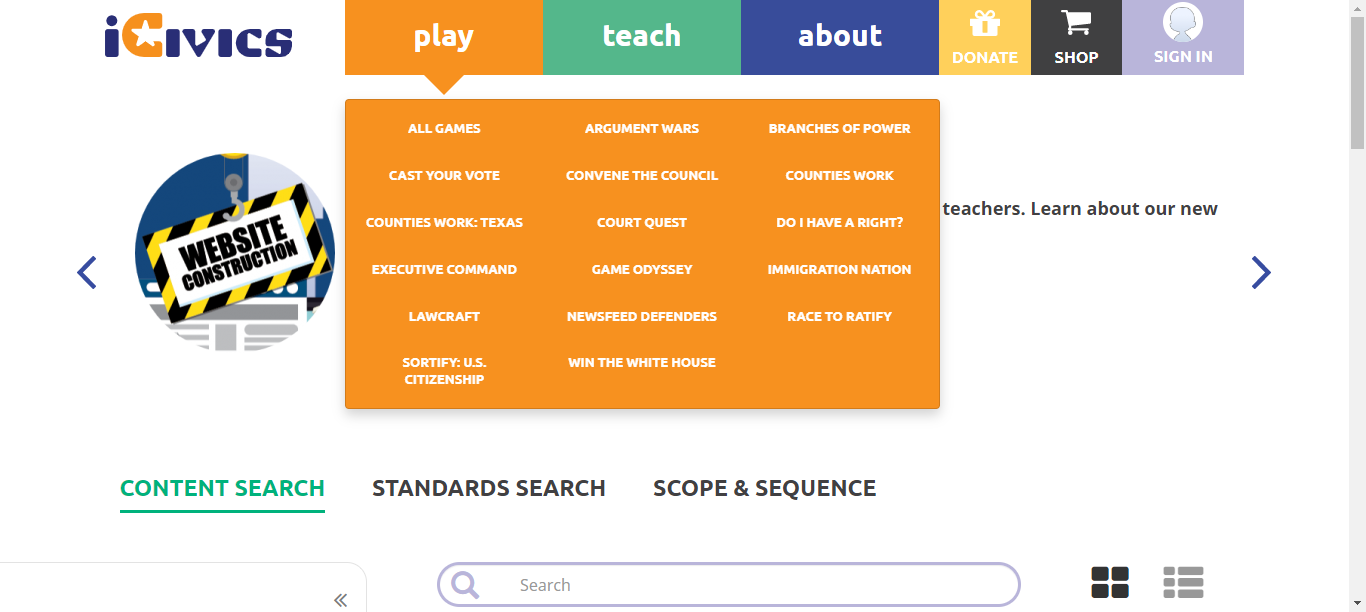 iCivics
play
teach
about
DONATE
SHOP
SIGN IN
ALL GAMES
ARGUMENT WARS
BRANCHES OF POWER
CAST YOUR VOTE
CONVENE THE COUNCIL
COUNTIES WORK
COUNTIES WORK: TEXAS
COURT QUEST
DO I HAVE A RIGHT?
EXECUTIVE COMMAND
GAME ODYSSEY
IMMIGRATION NATION
LAWCRAFT
NEWSFEED DEFENDERS
RACE TO RATIFY
SORTIFY: U.S.
CITIZENSHIP
WIN THE WHITE HOUSE
WEBSITE
CONSTRUCTION
teachers. Learn about our new
CONTENT SEARCH
STANDARDS SEARCH
SCOPE & SEQUENCE
Search